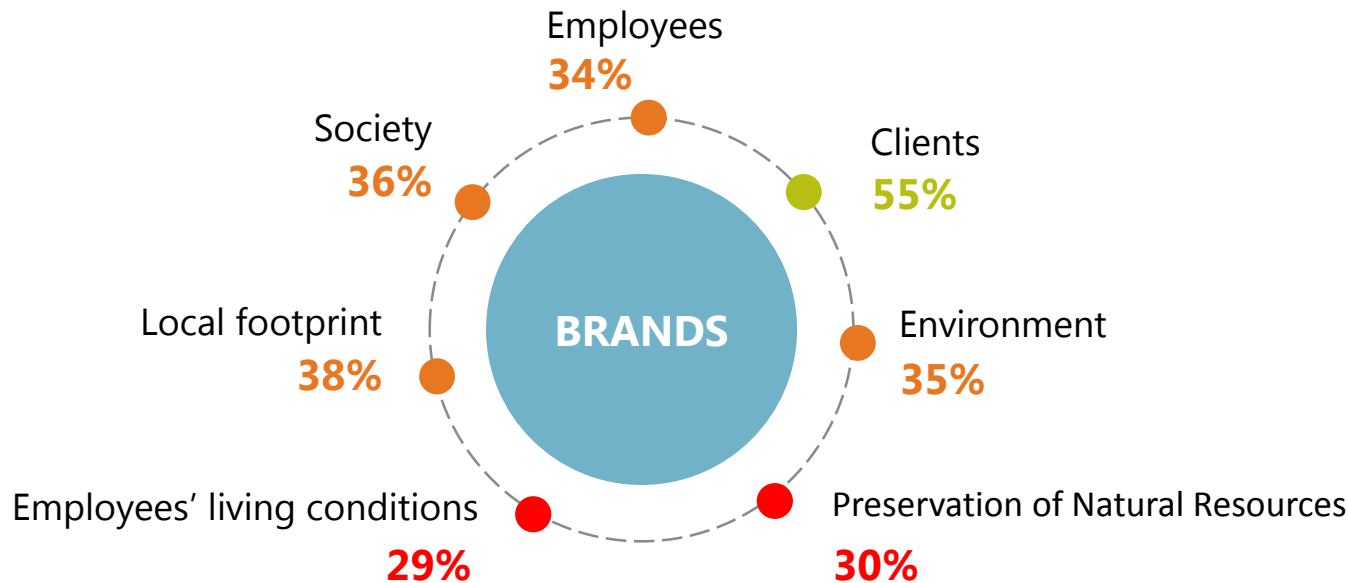 Employees
34%
Society
36%
Clients
55%
Local footprint
38%
BRANDS
Environment
35%
Employees’ living conditions
29%
Preservation of Natural Resources
30%